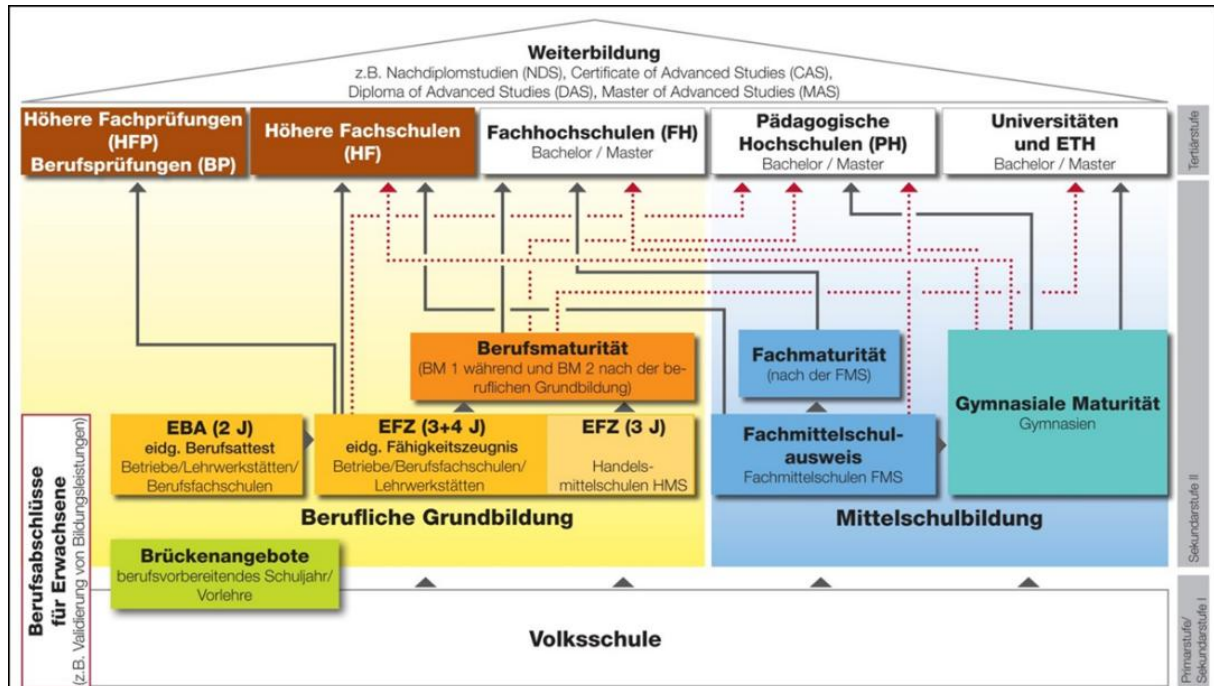 Weiterbildung
z.B. Nachdiplomstudien (NDS), Certificate of Advanced Studies (CAS),
Diploma of Advanced Studies (DAS), Master of Advanced Studies (MAS)
Höhere Fachprüfungen
(HFP)
Berufsprüfungen (BP)
Höhere Fachschulen
(HF)
Fachhochschulen (FH)
Bachelor / Master
Pädagogische
Hochschulen (PH)
Bachelor / Master
Universitäten
und ETH
Bachelor / Master
Tertiärstufe
Berufsmaturität
(BM 1 während und BM 2 nach der be-
ruflichen Grundbildung)
Fachmaturität
(nach der FMS)
Gymnasiale Maturität
Gymnasien
EBA (2 J)
eidg. Berufsattest
Betriebe/Lehrwerkstätten/
Berufsfachschulen
EFZ (3+4 J)
eidg. Fähigkeitszeugnis
Betriebe/Berufsfachschulen/
Lehrwerkstätten
EFZ (3 J)
Handels-
mittelschulen HMS
Fachmittelschul-
ausweis
Fachmittelschulen FMS
Berufliche Grundbildung
Mittelschulbildung
Sekundarstufe II
Brückenangebote
berufsvorbereitendes Schuljahr/
Vorlehre
Berufsabschlüsse
für Erwachsene
(z.B. Validierung von Bildungsleistungen)
Volksschule
Primarstufe/
Sekundarstufe I